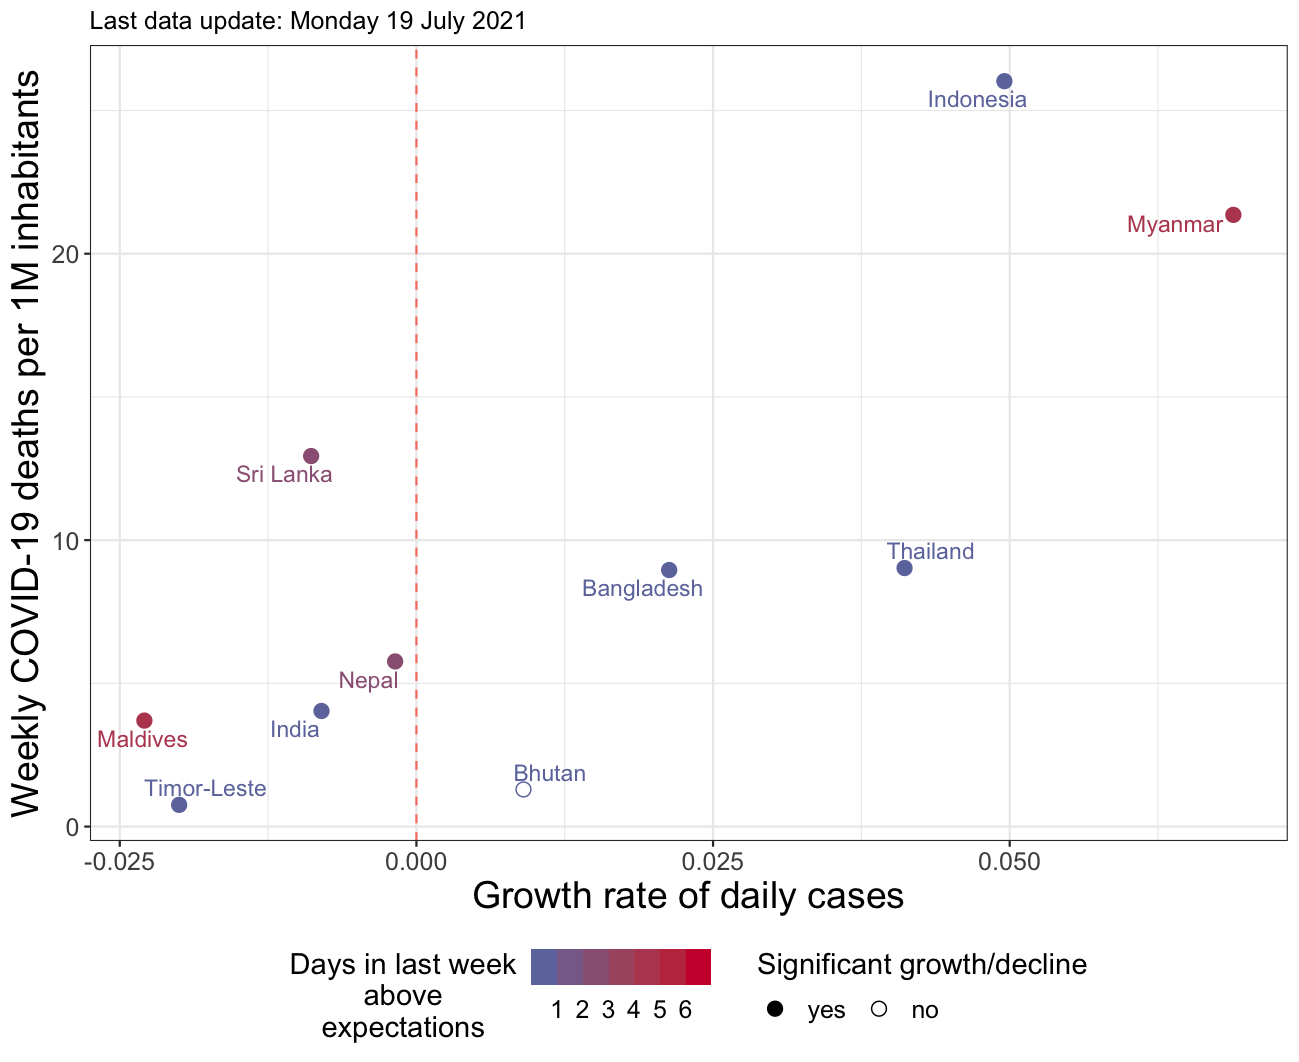 Last data update: Monday 19 July 2021
Weekly COVID-19 deaths per 1M inhabitants
Indonesia
Myanmar
20
Sri Lanka
10
Thailand
Bangladesh
Nepal
India
Maldives
Bhutan
Timor-Leste
0
-0.025 0.000 0.025 0.050
Growth rate of daily cases
Days in last week
above
expectations
1 2 3 4 5 6
Significant growth/decline
yes no